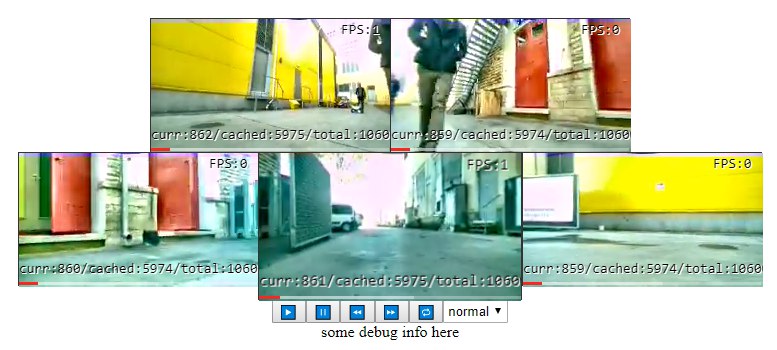 FPS:1
FPS:0
curr:862/cached:5975/total:1060
curr:859/cached:5974/total:1060
FPS:0
FPS:1
FPS:0
curr:860/cached:5974/total:1060
curr:861/cached:5975/total:1060
curr:859/cached:5974/total:1060
normal
some debug info here